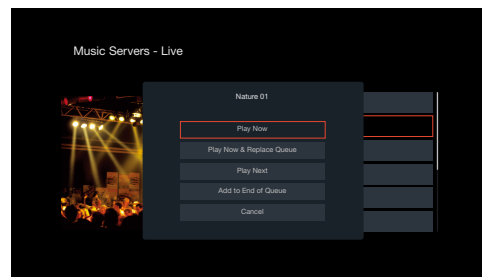 Music Servers - Live
Nature 01
Play Now
Play Now & Replace Queue
Play Next
Add to End of Queue
Cancel